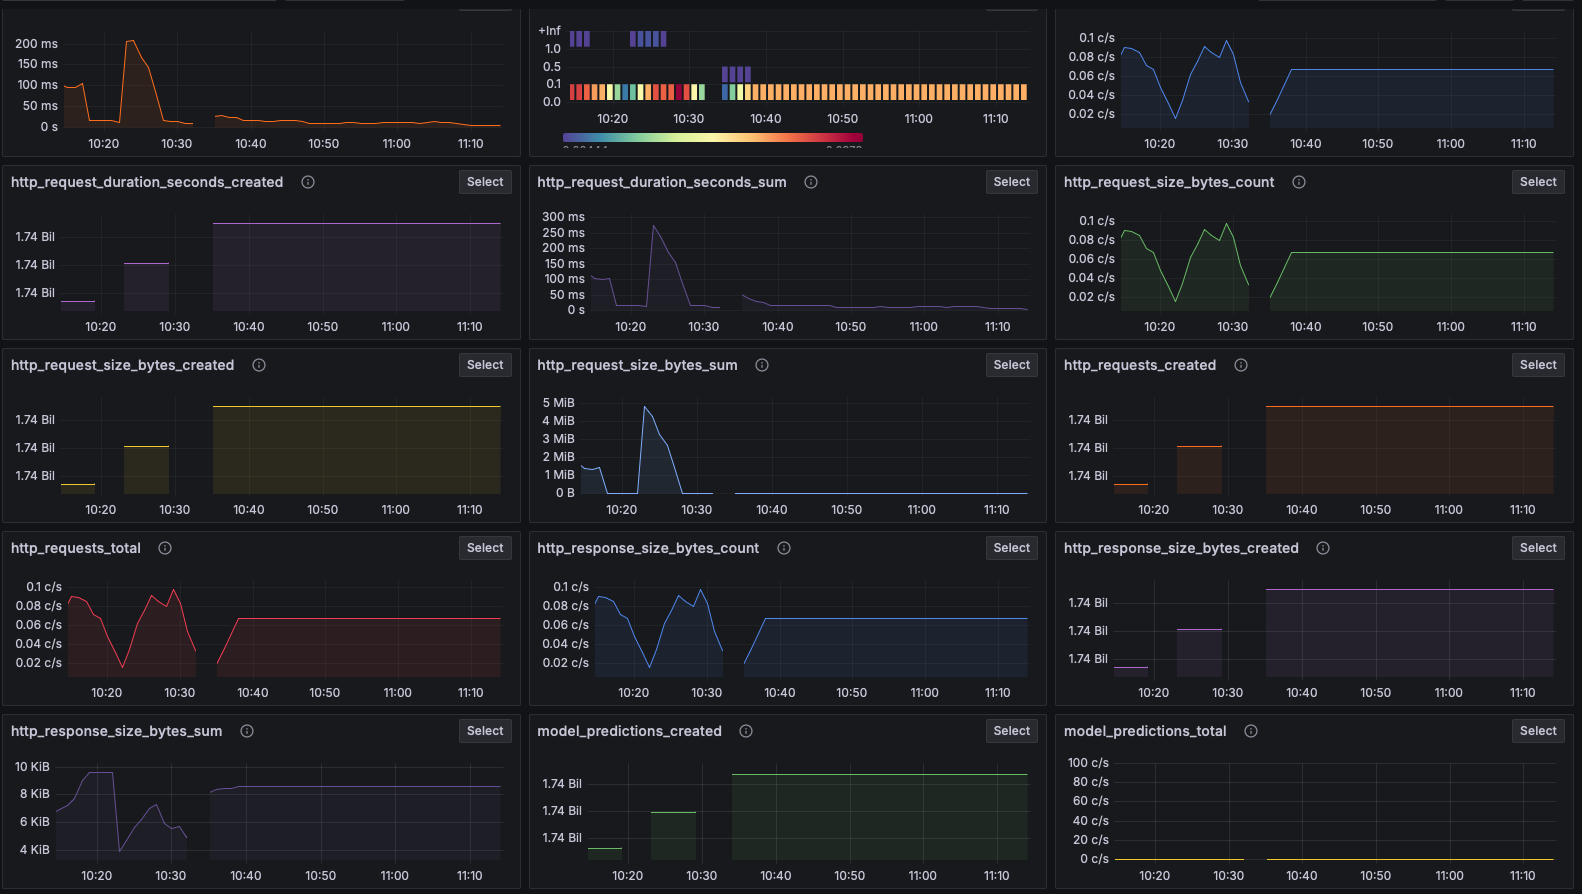 200 ms
150 ms
100 ms
50 ms
0 s
10:20 10:30 10:40 10:50 11:00 11:10
+Inf
1.0
0.5
0.1
0.0
10:20 10:30 10:40 10:50 11:00 11:10
0.1 c/s
0.08 c/s
0.06 c/s
0.04 c/s
0.02 c/s
10:20 10:30 10:40 10:50 11:00 11:10
http_request_duration_seconds_created Select
1.74 Bil
1.74 Bil
1.74 Bil
10:20 10:30 10:40 10:50 11:00 11:10
http_request_duration_seconds_sum Select
300 ms
250 ms
200 ms
150 ms
100 ms
50 ms
0 s
10:20 10:30 10:40 10:50 11:00 11:10
http_request_size_bytes_count Select
0.1 c/s
0.08 c/s
0.06 c/s
0.04 c/s
0.02 c/s
10:20 10:30 10:40 10:50 11:00 11:10
http_request_size_bytes_created Select
1.74 Bil
1.74 Bil
1.74 Bil
10:20 10:30 10:40 10:50 11:00 11:10
http_request_size_bytes_sum Select
5 MiB
4 MiB
3 MiB
2 MiB
1 MiB
0 B
10:20 10:30 10:40 10:50 11:00 11:10
http_requests_created Select
1.74 Bil
1.74 Bil
1.74 Bil
10:20 10:30 10:40 10:50 11:00 11:10
http_requests_total Select
0.1 c/s
0.08 c/s
0.06 c/s
0.04 c/s
0.02 c/s
10:20 10:30 10:40 10:50 11:00 11:10
http_response_size_bytes_count Select
0.1 c/s
0.08 c/s
0.06 c/s
0.04 c/s
0.02 c/s
10:20 10:30 10:40 10:50 11:00 11:10
http_response_size_bytes_created Select
1.74 Bil
1.74 Bil
1.74 Bil
10:20 10:30 10:40 10:50 11:00 11:10
http_response_size_bytes_sum Select
10 KiB
8 KiB
6 KiB
4 KiB
10:20 10:30 10:40 10:50 11:00 11:10
model_predictions_created Select
1.74 Bil
1.74 Bil
1.74 Bil
10:20 10:30 10:40 10:50 11:00 11:10
model_predictions_total Select
100 c/s
80 c/s
60 c/s
40 c/s
20 c/s
0 c/s
10:20 10:30 10:40 10:50 11:00 11:10